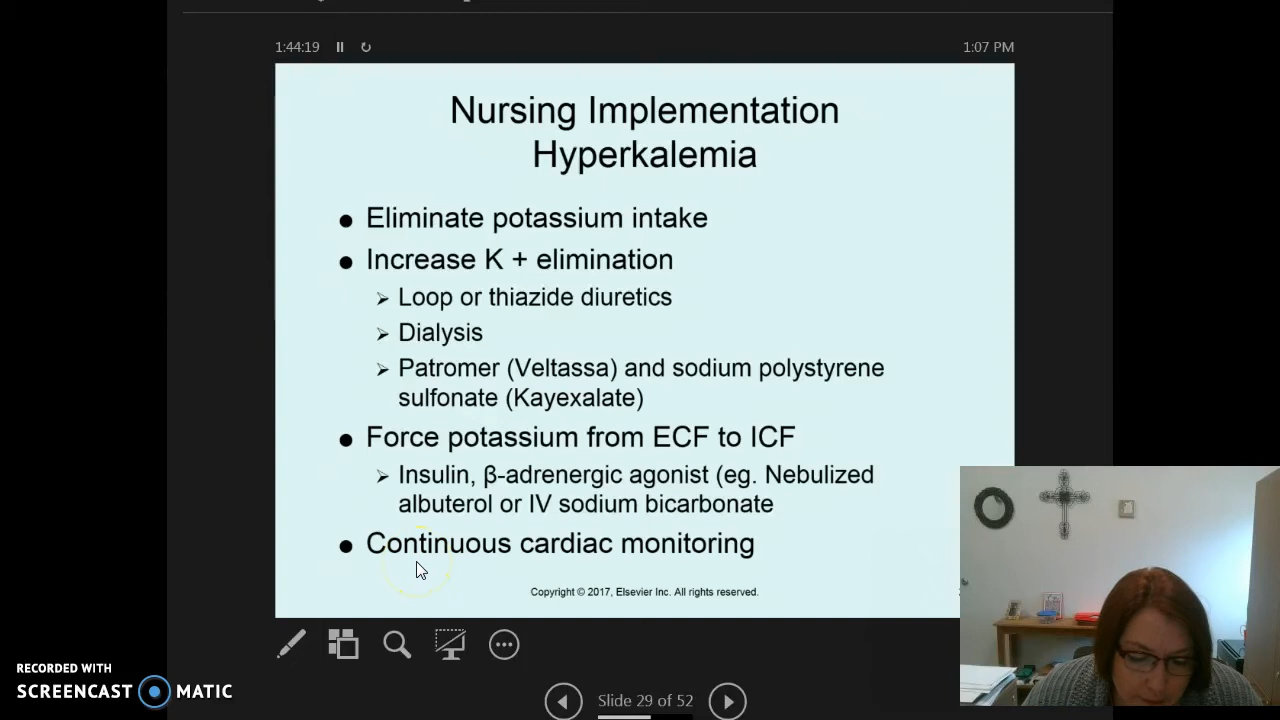 1:44:19
1:07 PM
Nursing Implementation
Hyperkalemia
● Eliminate potassium intake
● Increase K + elimination
➢ Loop or thiazide diuretics
➢ Dialysis
➢ Patromer (Veltassa) and sodium polystyrene
sulfonate (Kayexalate)
● Force potassium from ECF to ICF
➢ Insulin, β-adrenergic agonist (eg. Nebulized
albuterol or IV sodium bicarbonate
● Continuous cardiac monitoring
Copyright © 2017, Elsevier Inc. All rights reserved.
RECORDED WITH
SCREENCAST MATIC
Slide 29 of 52